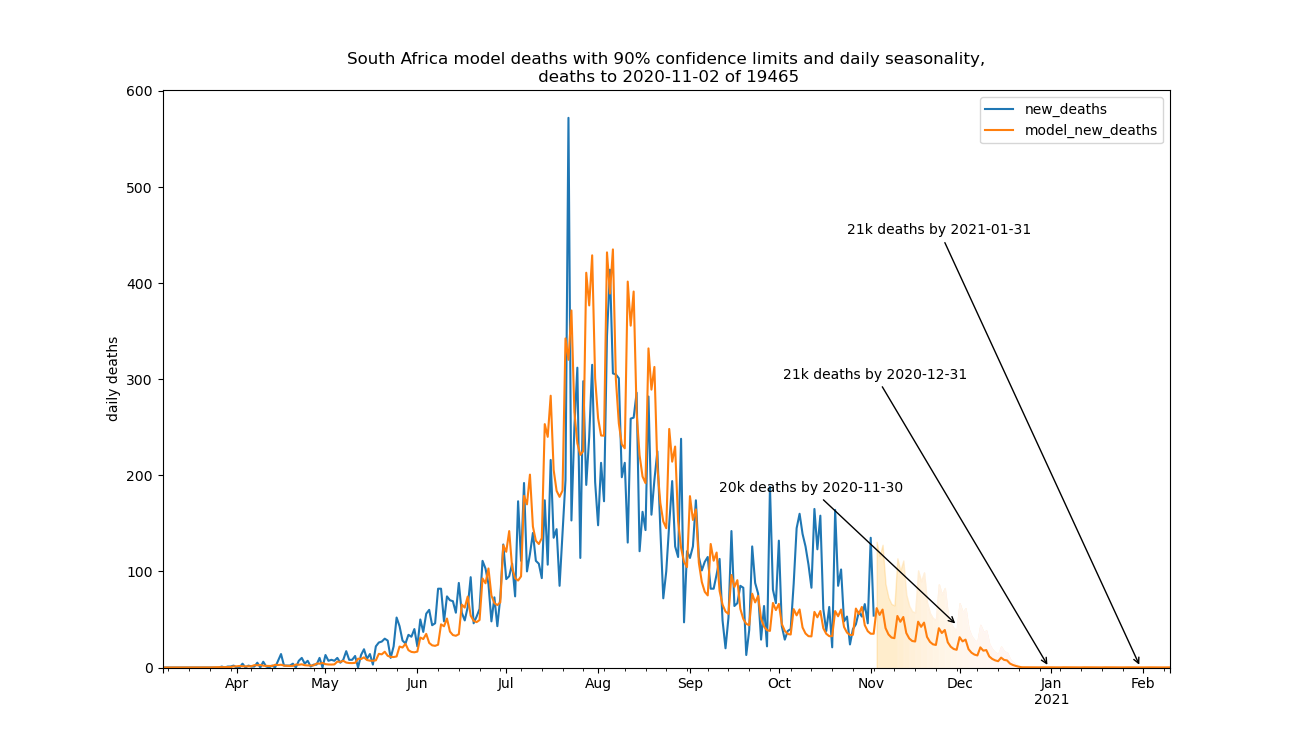 South Africa model deaths with 90% confidence limits and daily seasonality,
deaths to 2020-11-02 of 19465
600
new_deaths
model_new_deaths
500
21k deaths by 2021-01-31
400
daily deaths
300
21k deaths by 2020-12-31
200
20k deaths by 2020-11-30
100
0
Apr May Jun Jul Aug Sep Oct Nov Dec Jan Feb
2021